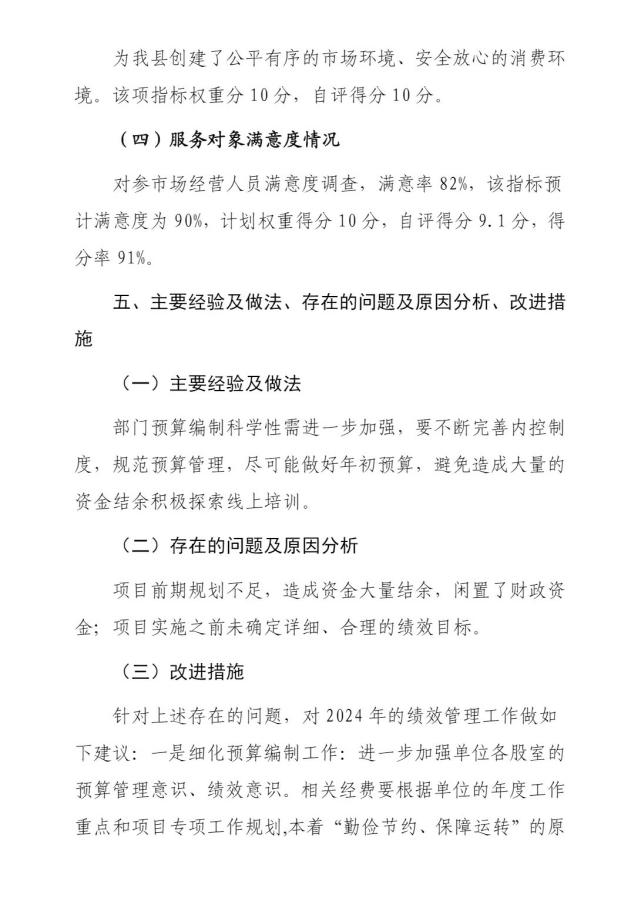 为我县创建了公平有序的市场环境、安全放心的消费环
境。该项指标权重分 10 分，自评得分 10 分。
（四）服务对象满意度情况
对参市场经营人员满意度调查，满意率 82%，该指标预
计满意度为 90%，计划权重得分 10 分，自评得分 9.1 分，得
分率 91%。
五、主要经验及做法、存在的问题及原因分析、改进措
施
（一）主要经验及做法
部门预算编制科学性需进一步加强，要不断完善内控制
度，规范预算管理，尽可能做好年初预算，避免造成大量的
资金结余积极探索线上培训。
（二）存在的问题及原因分析
项目前期规划不足，造成资金大量结余，闲置了财政资
金；项目实施之前未确定详细、合理的绩效目标。
（三）改进措施
针对上述存在的问题，对 2024 年的绩效管理工作做如
下建议：一是细化预算编制工作：进一步加强单位各股室的
预算管理意识、绩效意识。相关经费要根据单位的年度工作
重点和项目专项工作规划,本着“勤俭节约、保障运转”的原